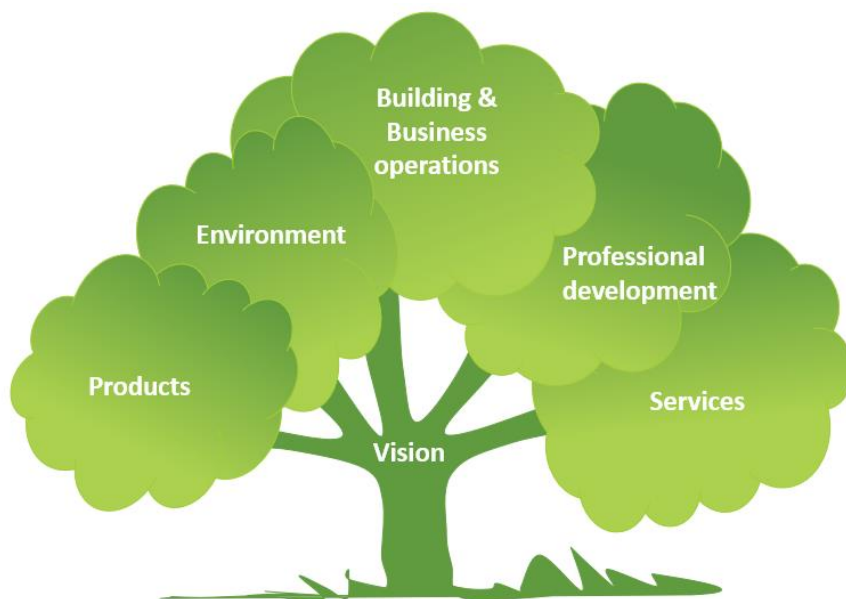 Building &
Business
operations
Environment
Professional
development
Products
Services
Vision